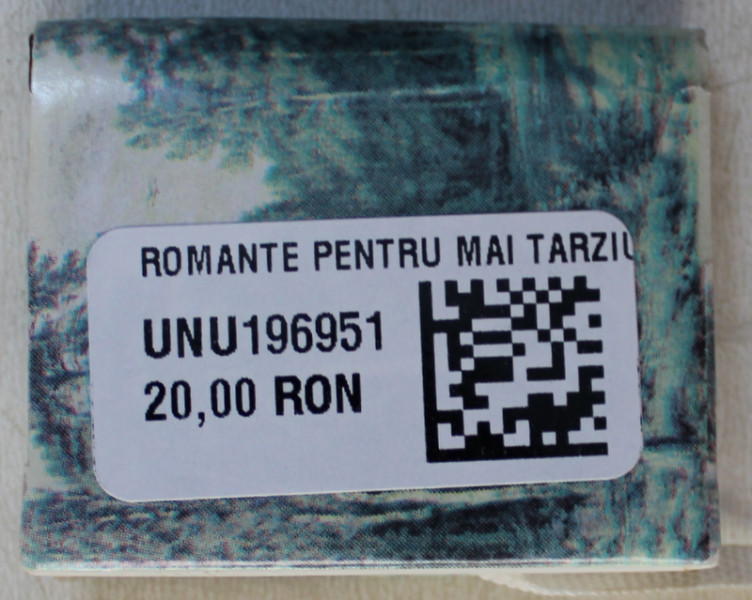 ROMANTE PENTRU MAI TARZIU
UNU196951
20,00 RON